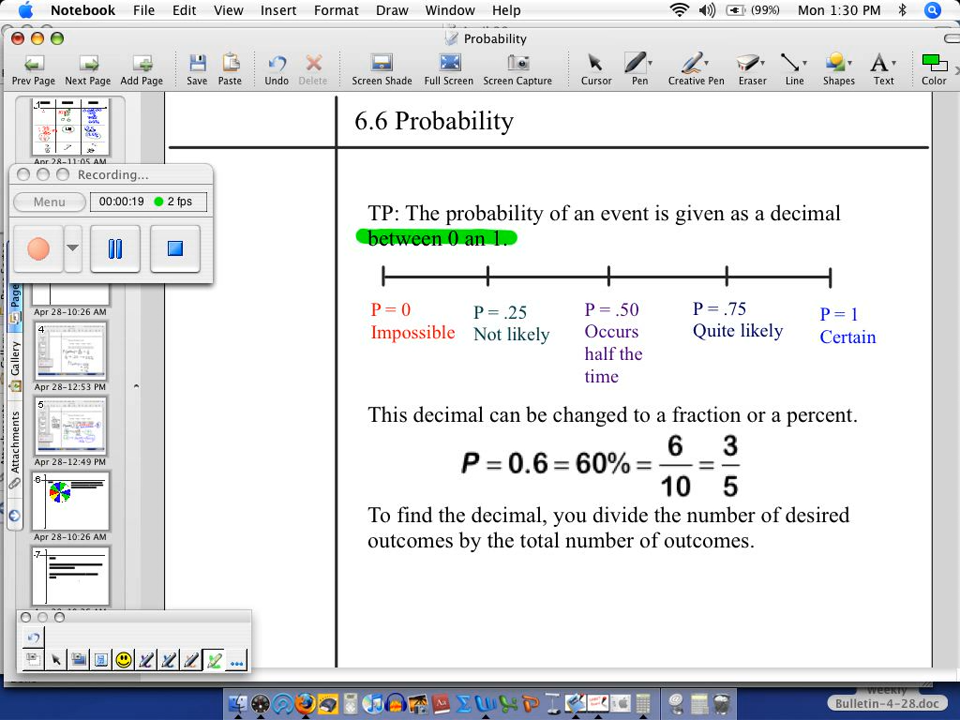 Notebook File Edit View Insert Format Draw Window Help (99%) Mon 1:30 PM
Probability
Prev Page Next Page Add Page Save Paste Undo Delete Screen Shade Full Screen Screen Capture Cursor Pen Creative Pen Eraser Line Shapes Text Color
Apr 28-11:05 AM
Recording...
Menu 00:00:19 2 fps
Page
Gallery
Attachments
Apr 28-10:26 AM
4
Apr 28-12:53 PM
5
Apr 28-12:49 PM
6
Apr 28-10:26 AM
7
6.6 Probability
TP: The probability of an event is given as a decimal
between 0 an 1.
P = 0
Impossible
P = .25
Not likely
P = .50
Occurs
half the
time
P = .75
Quite likely
P = 1
Certain
This decimal can be changed to a fraction or a percent.
P = 0.6 = 60% = 6/10 = 3/5
To find the decimal, you divide the number of desired
outcomes by the total number of outcomes.
Weekly
Bulletin-4-28.doc